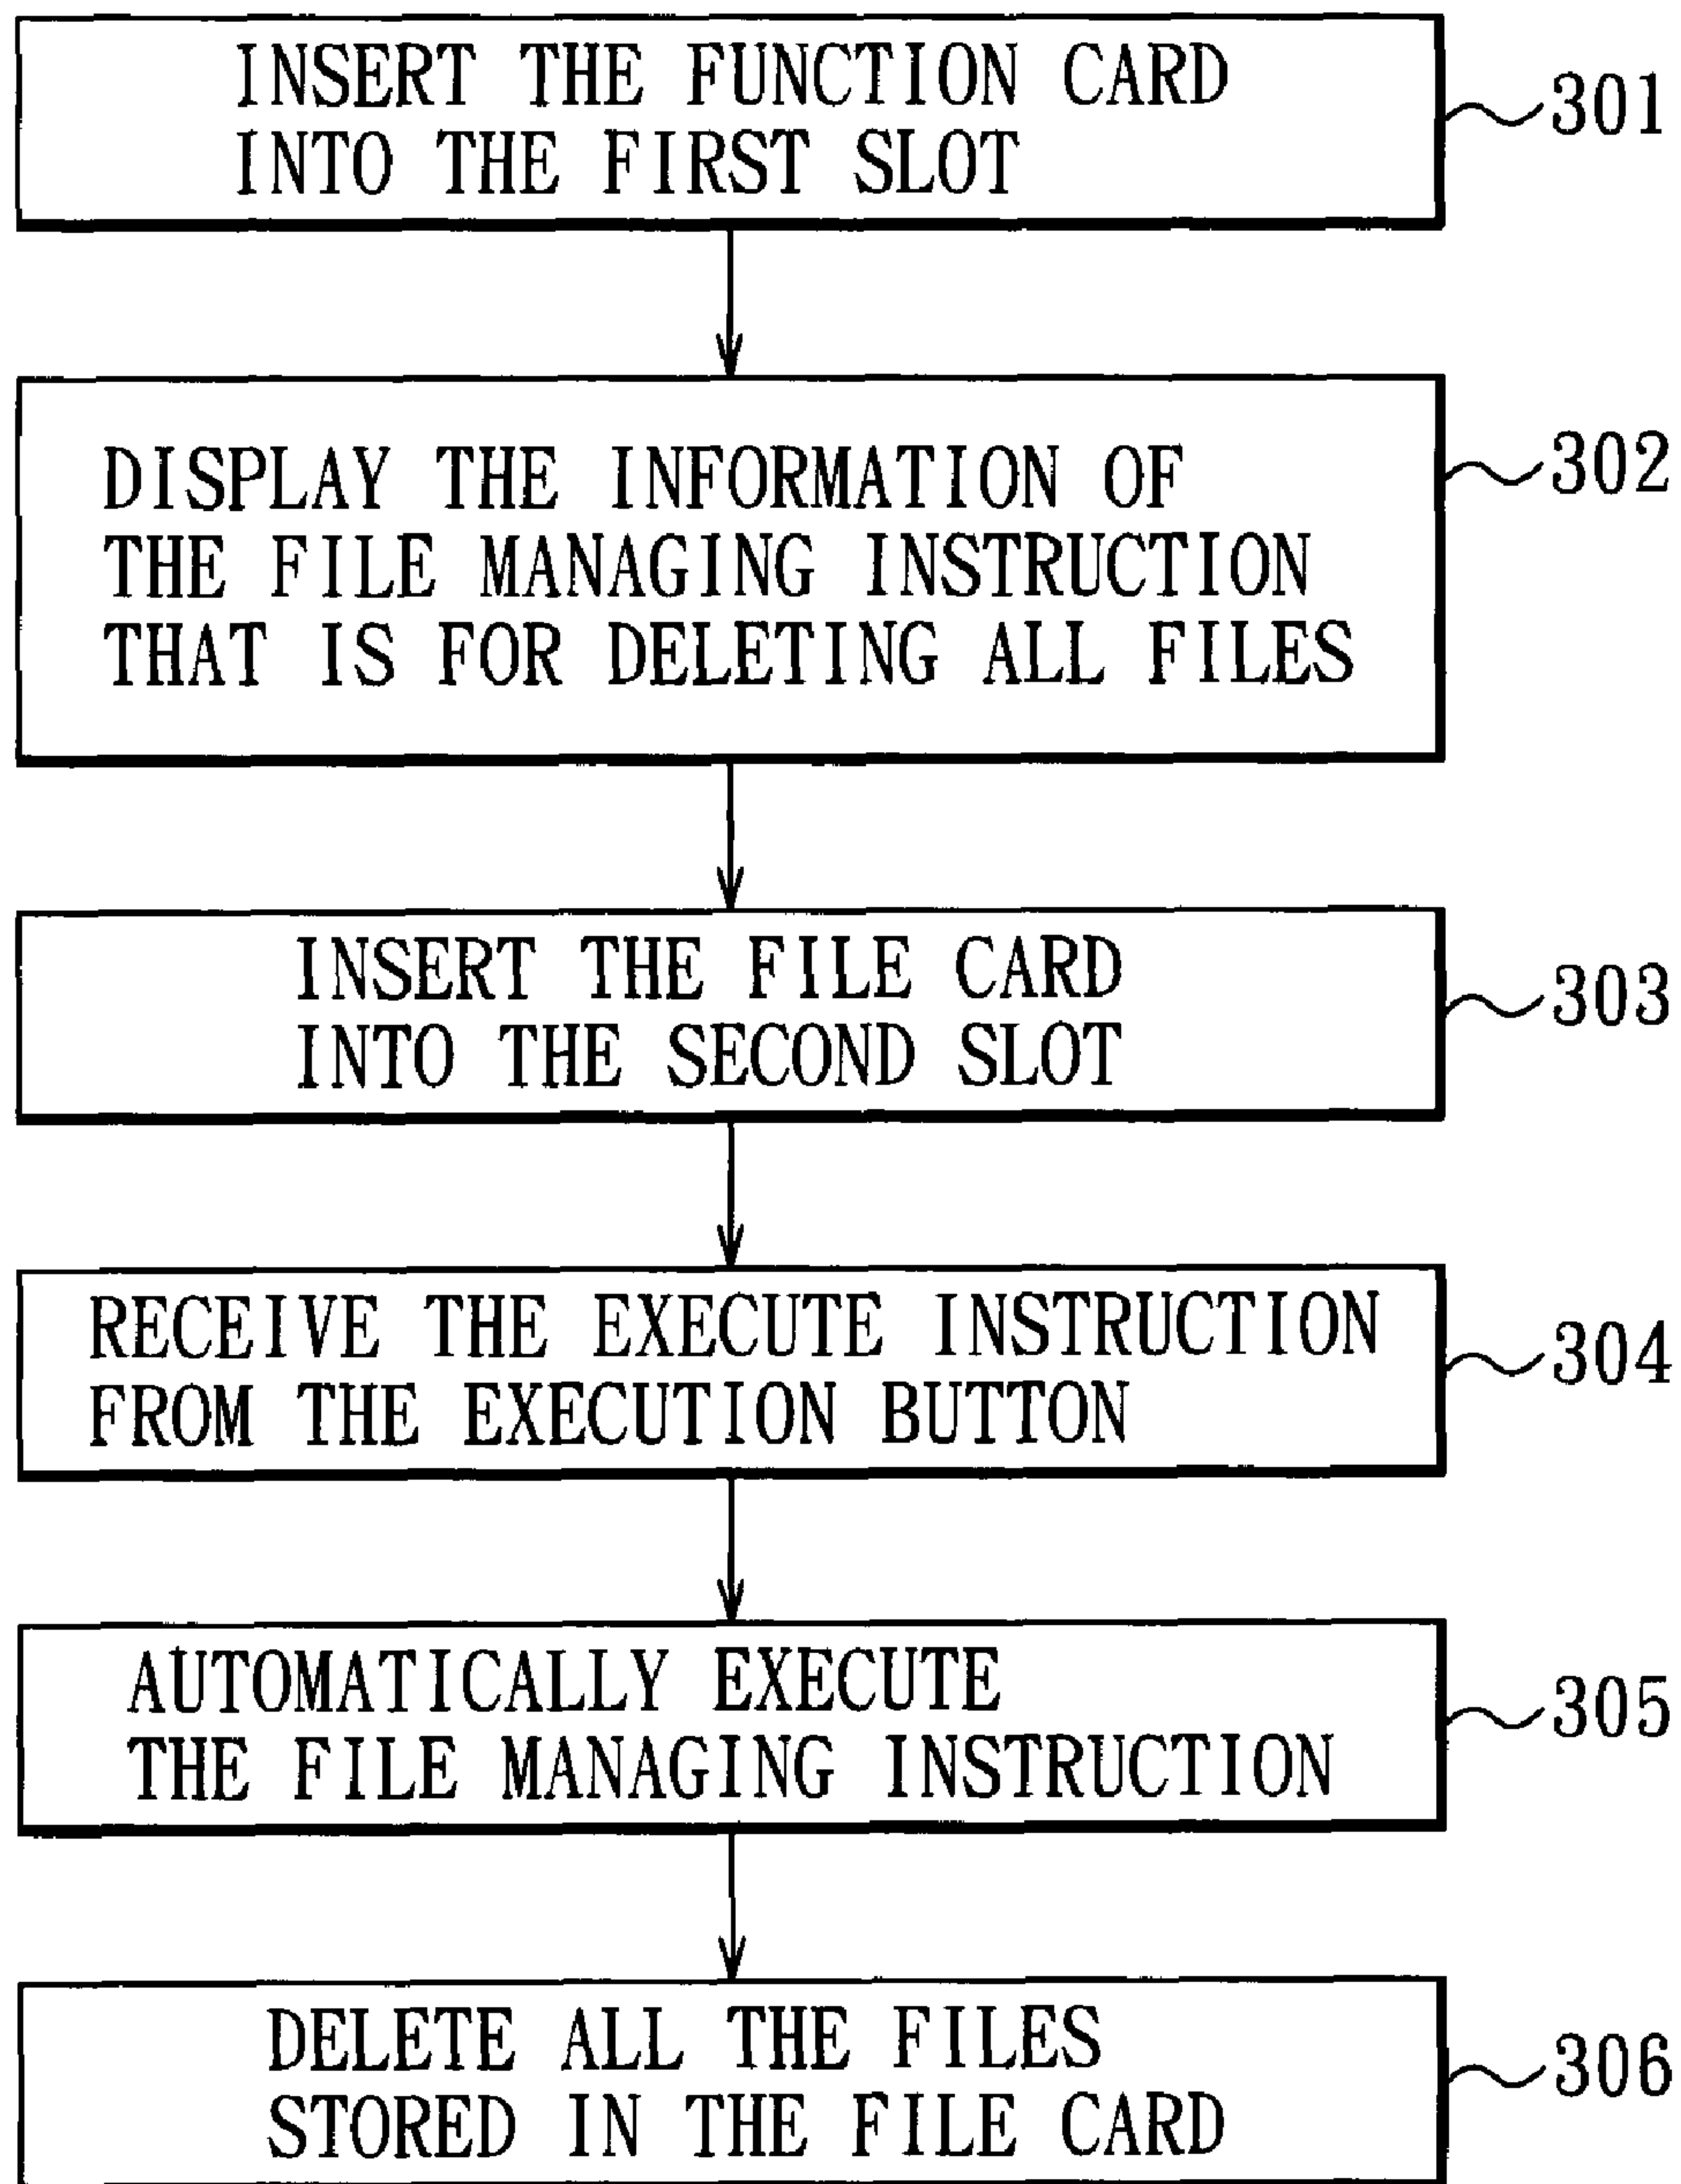 INSERT THE FUNCTION CARD
INTO THE FIRST SLOT
301
DISPLAY THE INFORMATION OF
THE FILE MANAGING INSTRUCTION
THAT IS FOR DELETING ALL FILES
302
INSERT THE FILE CARD
INTO THE SECOND SLOT
303
RECEIVE THE EXECUTE INSTRUCTION
FROM THE EXECUTION BUTTON
304
AUTOMATICALLY EXECUTE
THE FILE MANAGING INSTRUCTION
305
DELETE ALL THE FILES
STORED IN THE FILE CARD
306